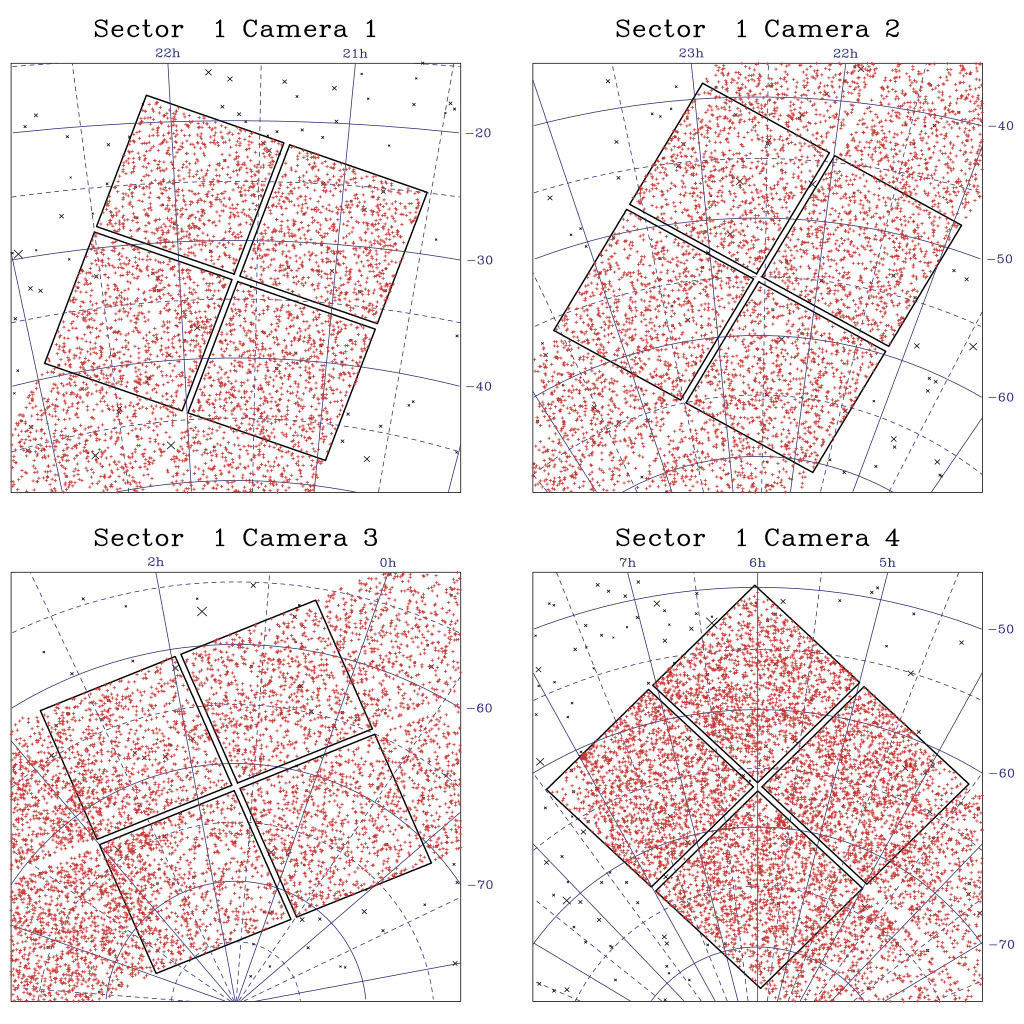 Sector 1 Camera 1
22h 21h
−20
−30
−40
Sector 1 Camera 2
23h 22h
−40
−50
−60
Sector 1 Camera 3
2h 0h
−60
−70
Sector 1 Camera 4
7h 6h 5h
−50
−60
−70